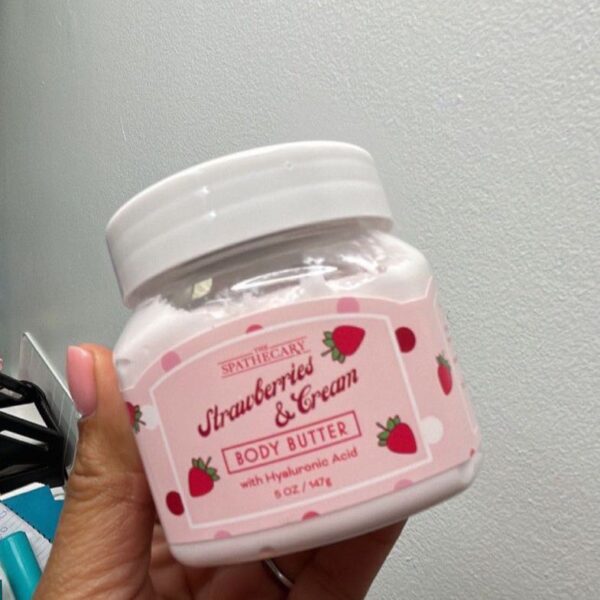 THE
SPATHECARY
Strawberries
& Cream
BODY BUTTER
with Hyaluronic Acid
5 OZ / 147g